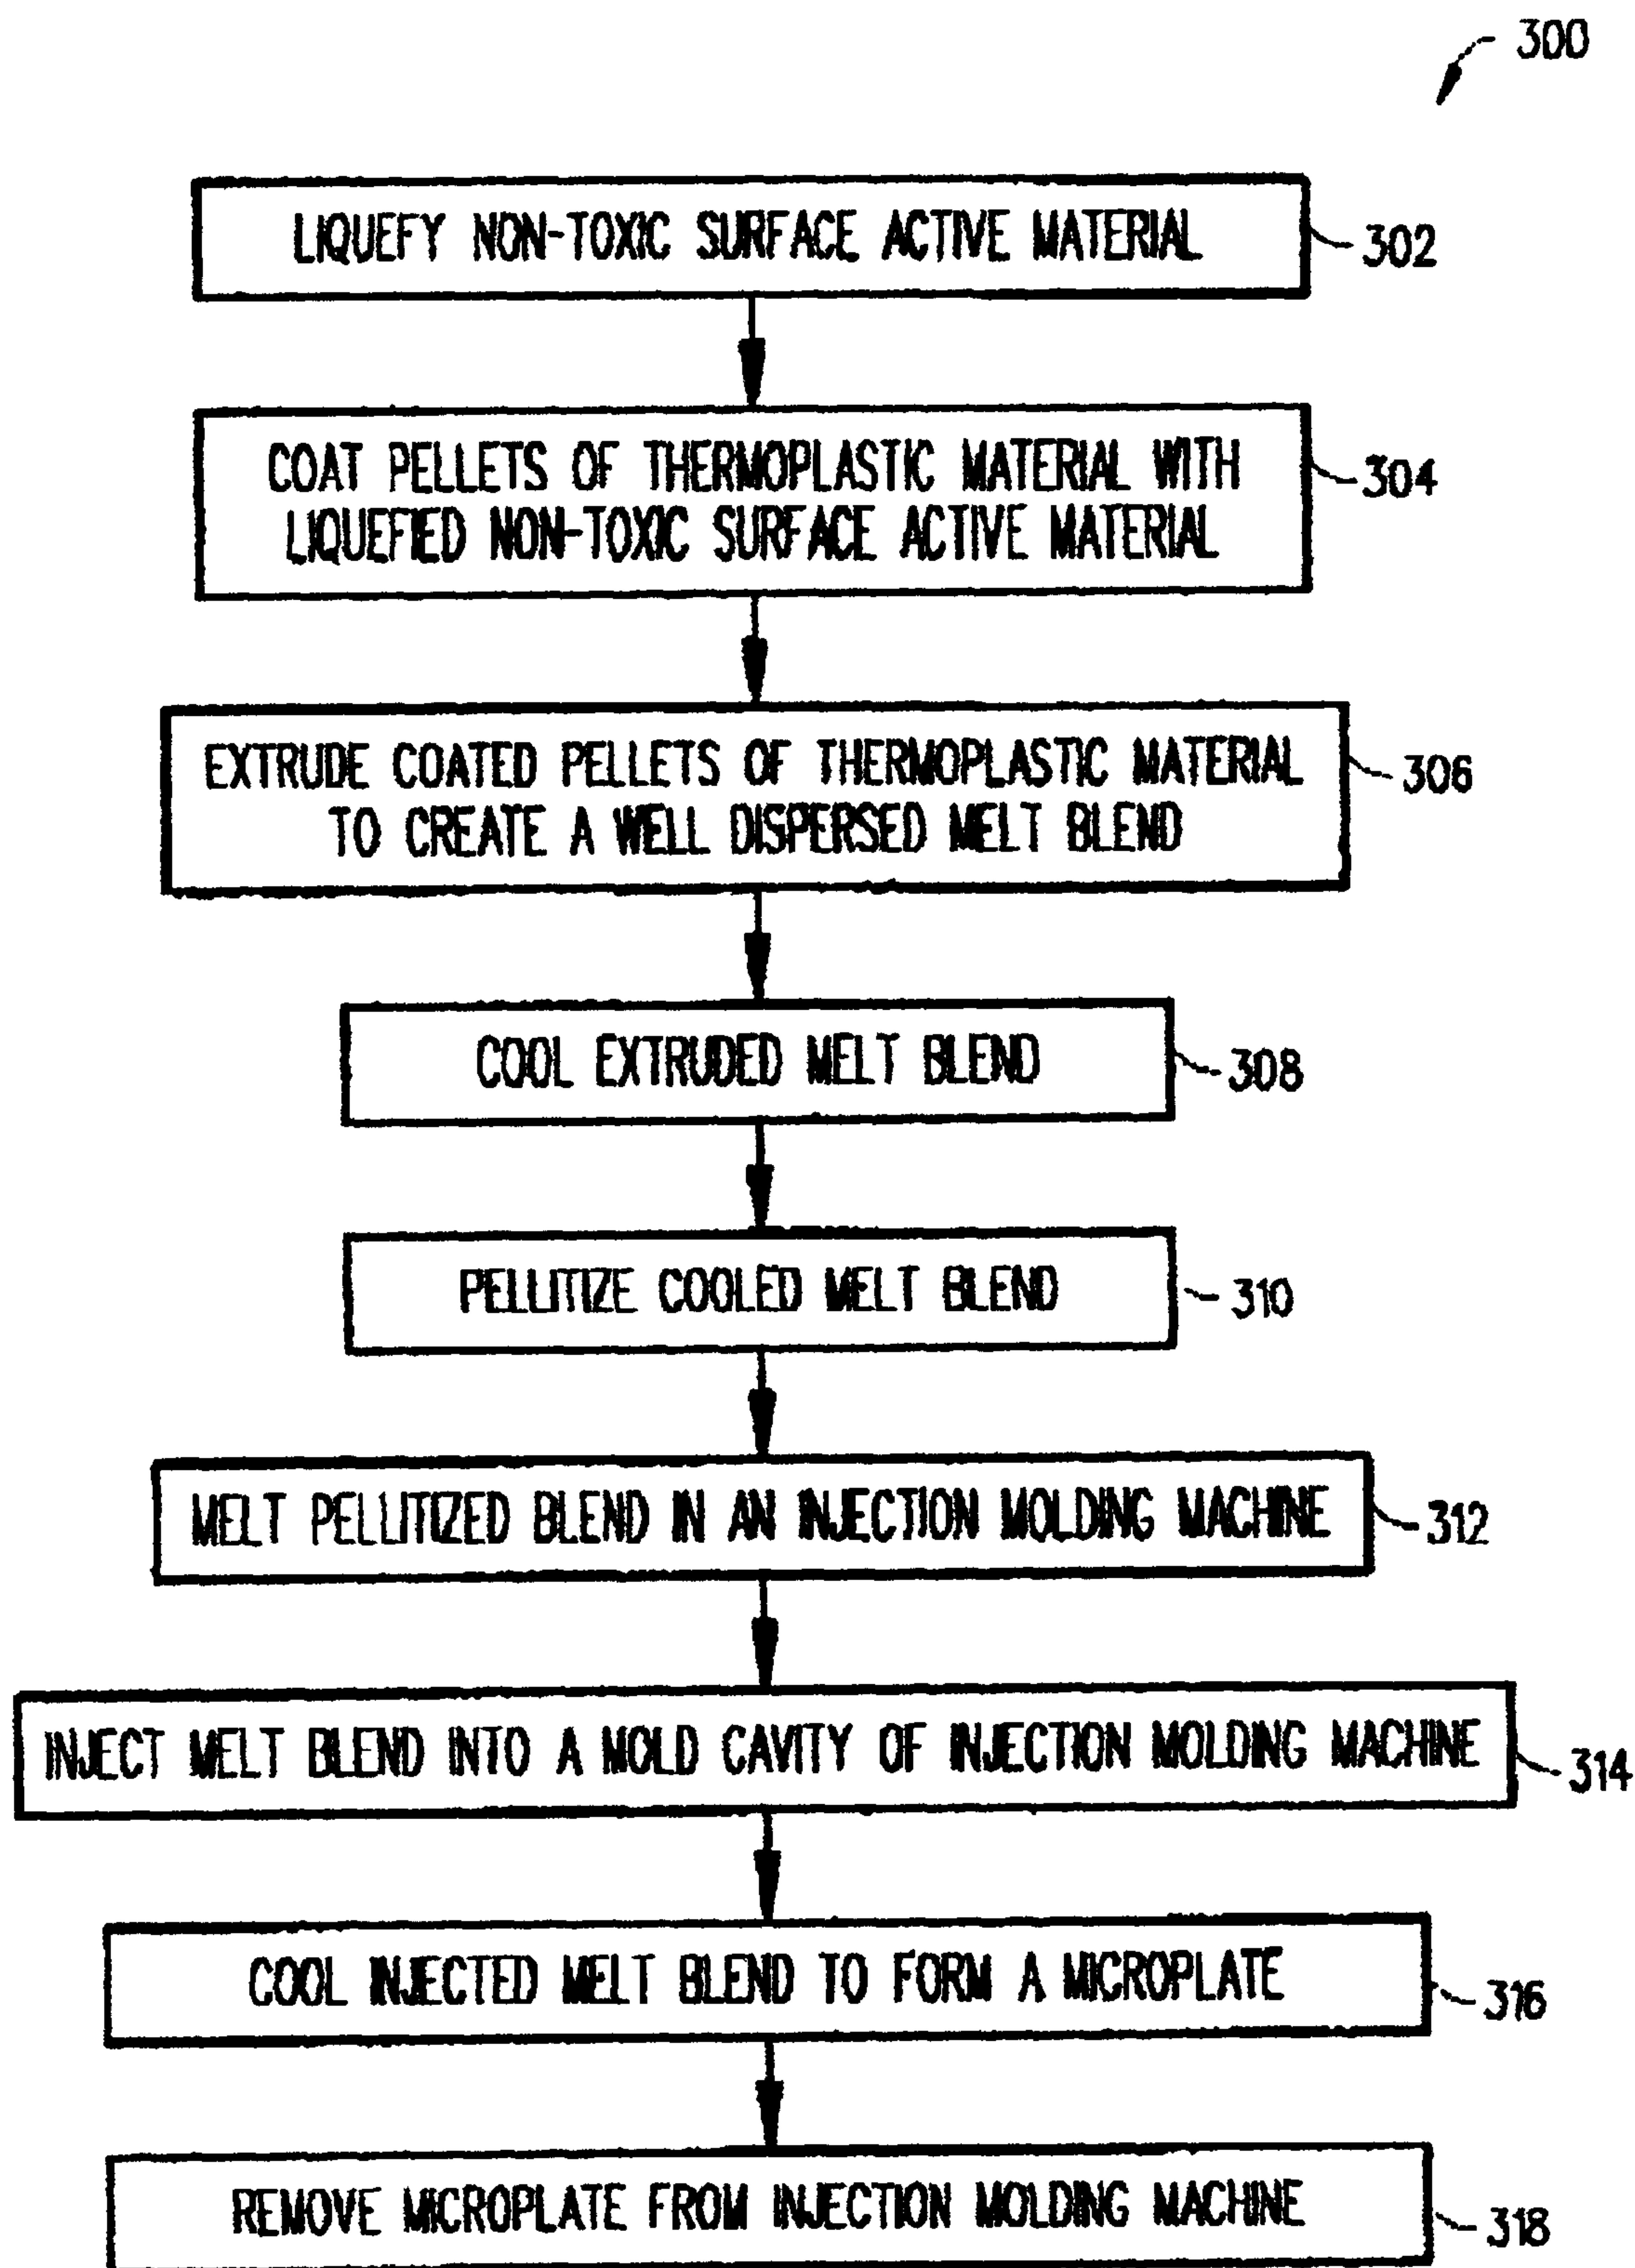 300
LIQUEFY NON-TOXIC SURFACE ACTIVE MATERIAL
302
COAT PELLETS OF THERMOPLASTIC MATERIAL WITH
LIQUEFIED NON-TOXIC SURFACE ACTIVE MATERIAL
304
EXTRUDE COATED PELLETS OF THERMOPLASTIC MATERIAL
TO CREATE A WELL DISPERSED MELT BLEND
306
COOL EXTRUDED MELT BLEND
308
PELLITIZE COOLED MELT BLEND
310
MELT PELLITIZED BLEND IN AN INJECTION MOLDING MACHINE
312
INJECT MELT BLEND INTO A MOLD CAVITY OF INJECTION MOLDING MACHINE
314
COOL INJECTED MELT BLEND TO FORM A MICROPLATE
316
REMOVE MICROPLATE FROM INJECTION MOLDING MACHINE
318